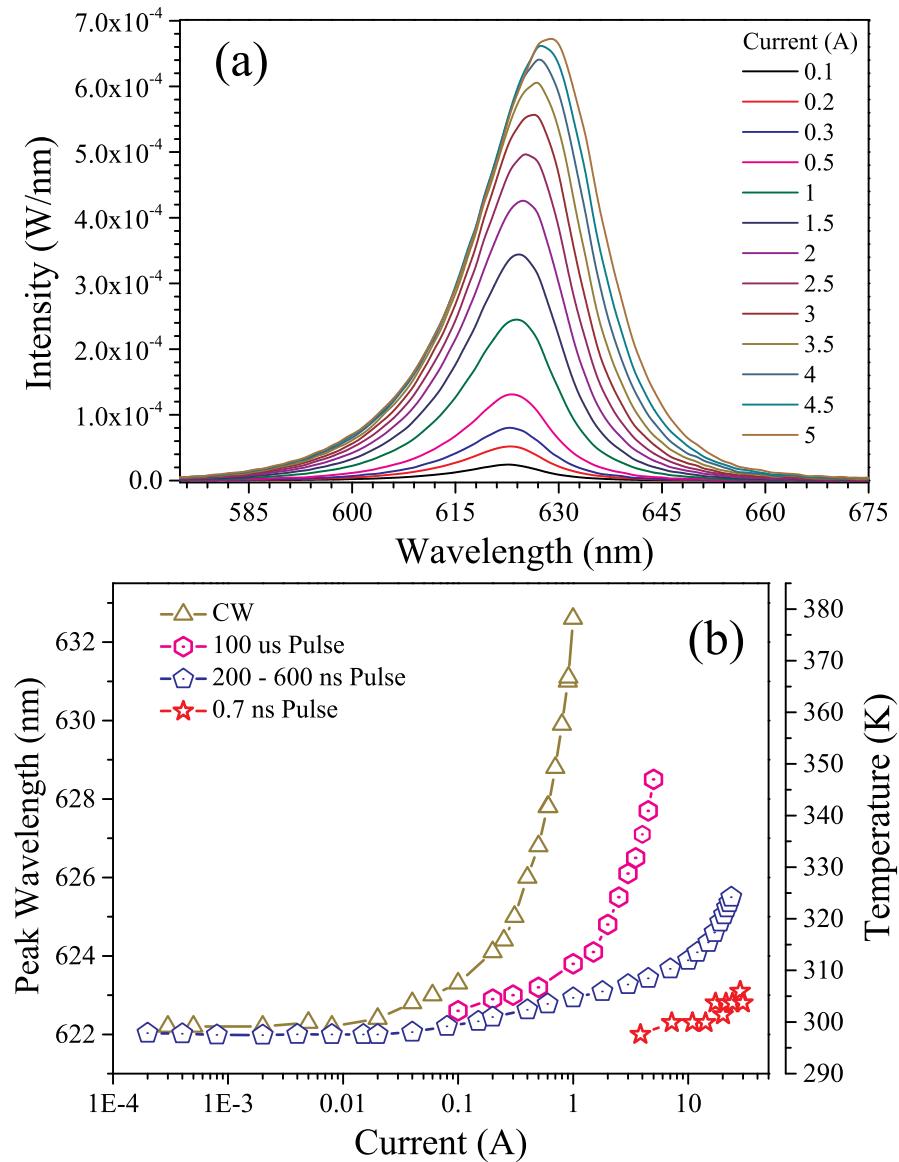 (a)
Current (A)
0.1
0.2
0.3
0.5
1
1.5
2
2.5
3
3.5
4
4.5
5
7.0x10-4
6.0x10-4
5.0x10-4
4.0x10-4
3.0x10-4
2.0x10-4
1.0x10-4
0.0
Intensity (W/nm)
585 600 615 630 645 660 675
Wavelength (nm)
(b)
CW
100 us Pulse
200 - 600 ns Pulse
0.7 ns Pulse
632
630
628
626
624
622
Peak Wavelength (nm)
380
370
360
350
340
330
320
310
300
290
Temperature (K)
1E-4 1E-3 0.01 0.1 1 10
Current (A)